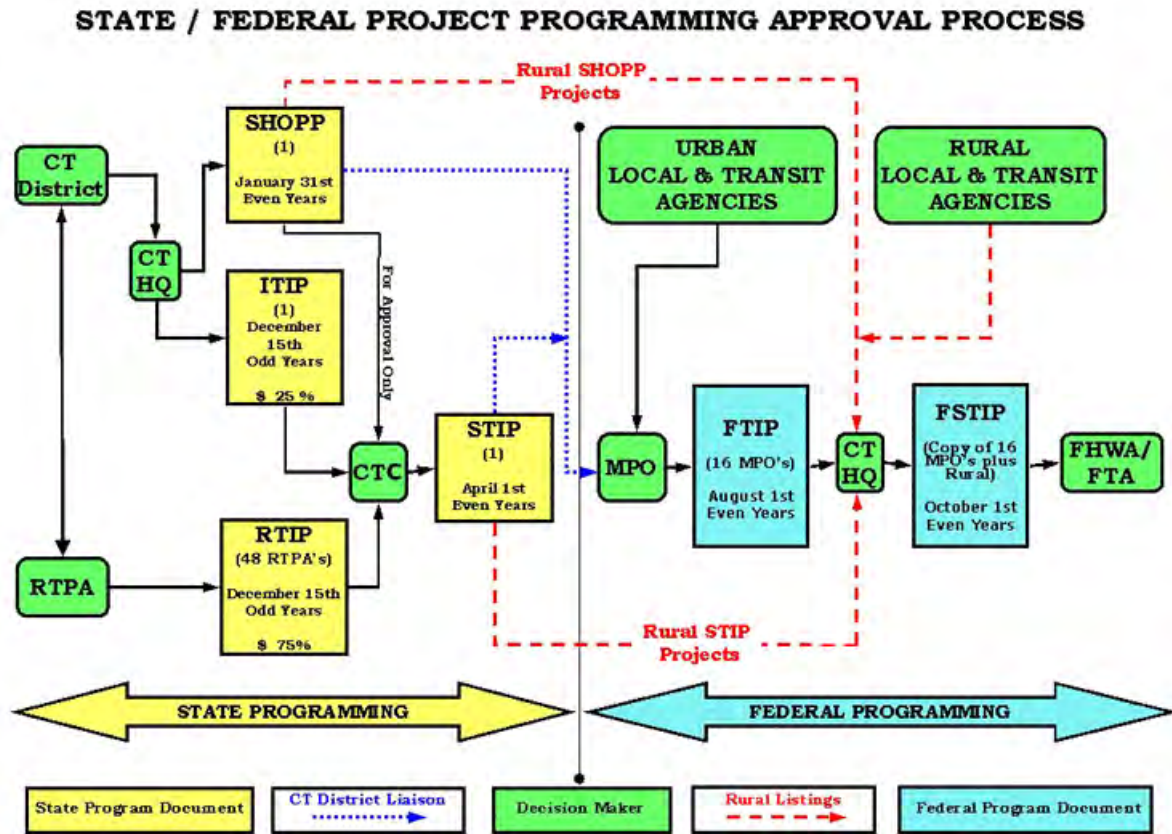 STATE / FEDERAL PROJECT PROGRAMMING APPROVAL PROCESS
Rural SHOPP
Projects
CT
District
CT
HQ
RTPA
SHOPP
(1)
January 31st
Even Years
ITIP
(1)
December
15th
Odd Years
$ 25 %
RTIP
(48 RTPA's)
December 15th
Odd Years
$ 75%
For Approval Only
CTC
STIP
(1)
April 1st
Even Years
URBAN
LOCAL & TRANSIT
AGENCIES
RURAL
LOCAL & TRANSIT
AGENCIES
MPO
FTIP
(16 MPO's)
August 1st
Even Years
CT
HQ
FSTIP
(Copy of 16
MPO's plus
Rural)
October 1st
Even Years
FHWA/
FTA
Rural STIP
Projects
STATE PROGRAMMING
FEDERAL PROGRAMMING
State Program Document
CT District Liaison
Decision Maker
Rural Listings
Federal Program Document